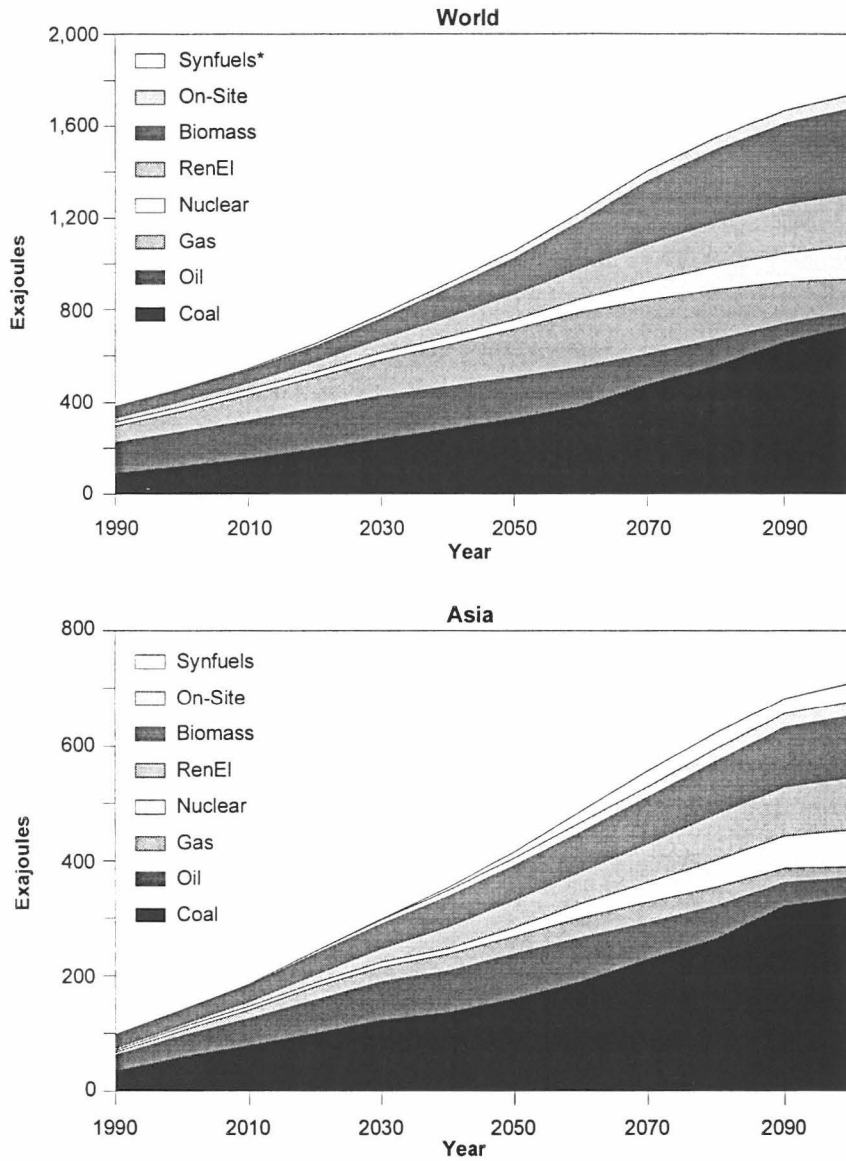 World
2,000
1,600
1,200
800
400
0
Exajoules
Synfuels*
On-Site
Biomass
RenEl
Nuclear
Gas
Oil
Coal
1990 2010 2030 2050 2070 2090
Year
Asia
800
600
400
200
0
Exajoules
Synfuels
On-Site
Biomass
RenEl
Nuclear
Gas
Oil
Coal
1990 2010 2030 2050 2070 2090
Year